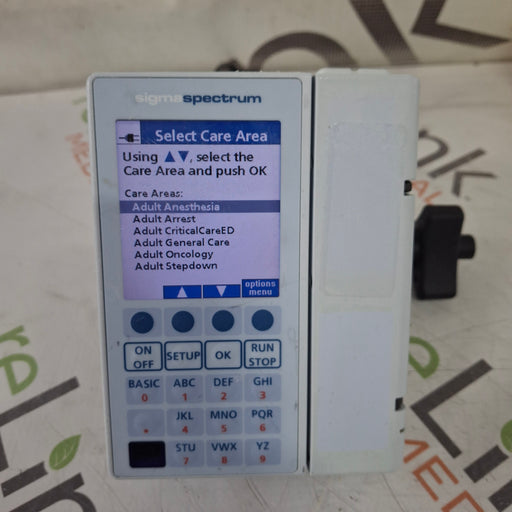 sigmaspectrum
Select Care Area
Using ▲▼, select the
Care Area and push OK
Care Areas:
Adult Anesthesia
Adult Arrest
Adult CriticalCareED
Adult General Care
Adult Oncology
Adult Stepdown
▲ ▼ options
menu
ON
OFF
SETUP
OK
RUN
STOP
BASIC ABC DEF GHI
0 1 2 3
JKL MNO PQR
. 4 5 6
STU VWX YZ
7 8 9